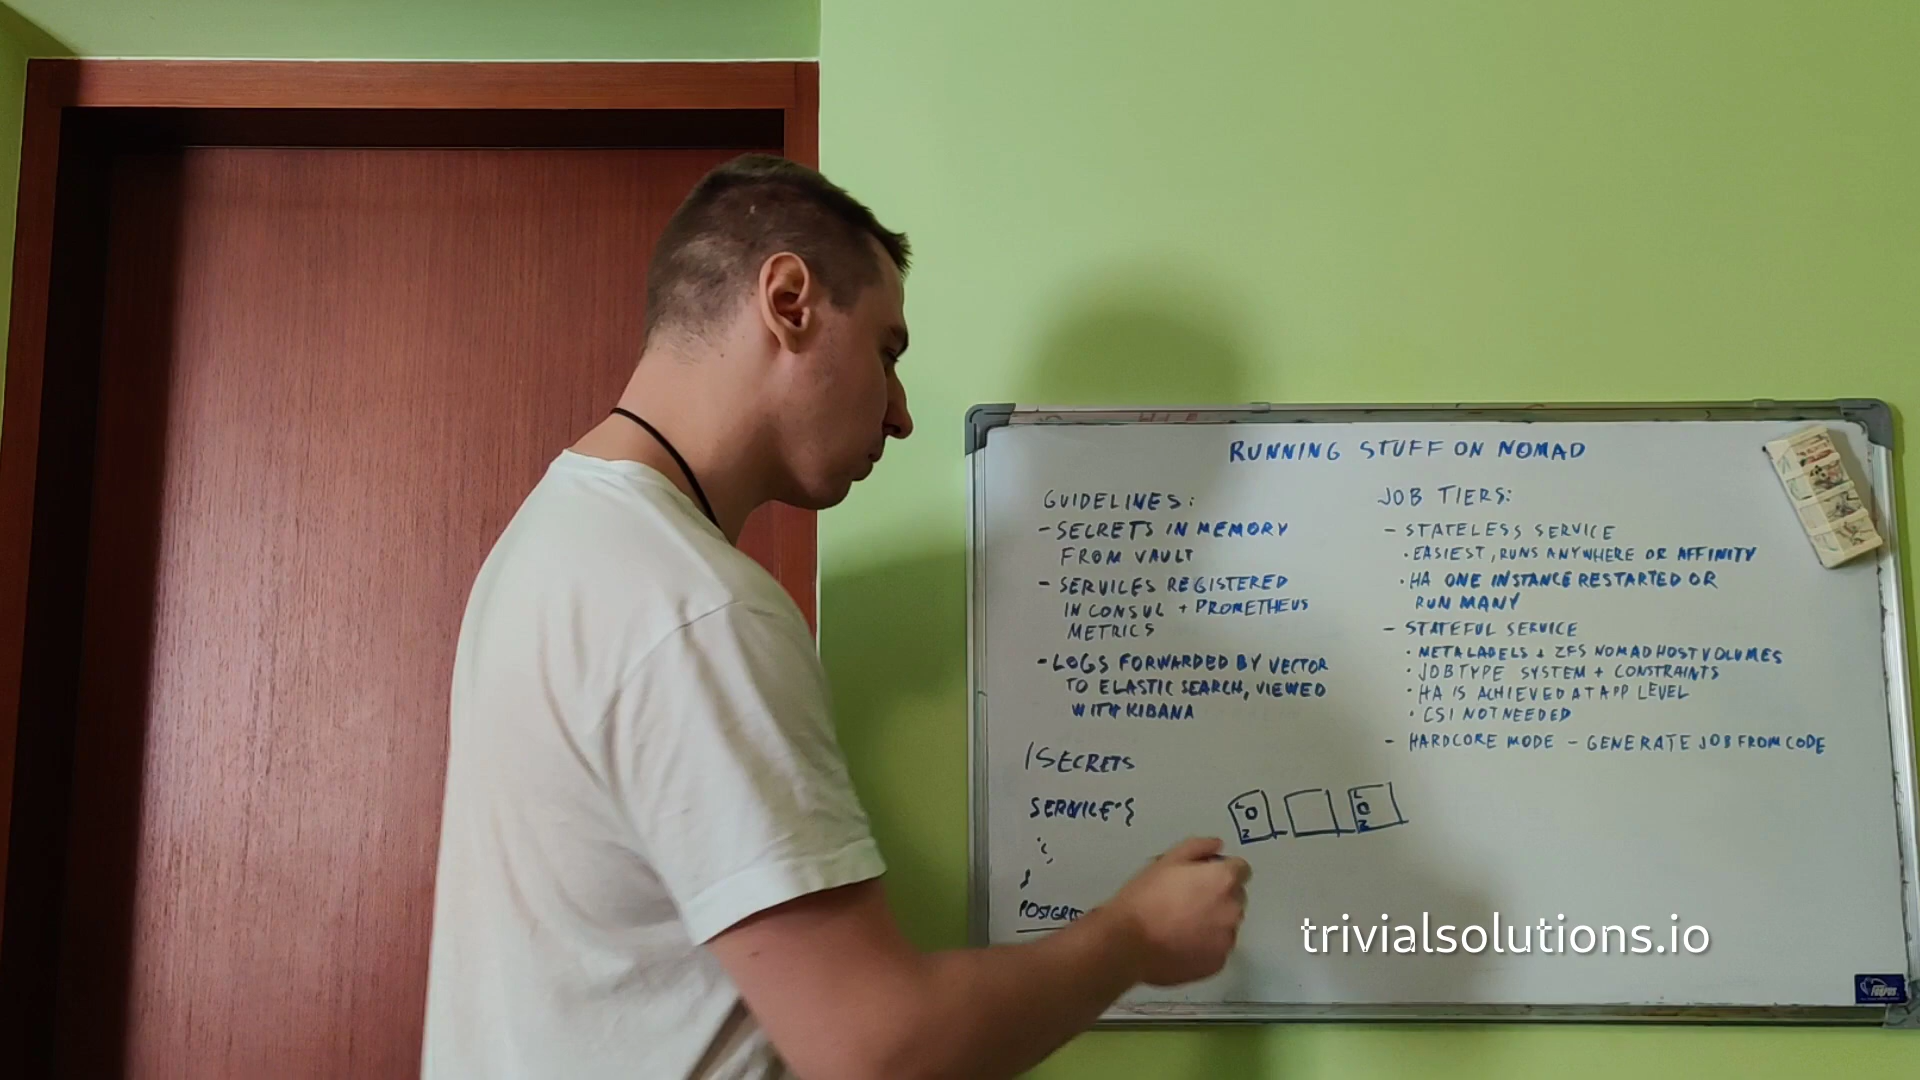 RUNNING STUFF ON NOMAD
GUIDELINES:
- SECRETS IN MEMORY
FROM VAULT
- SERVICES REGISTERED
IN CONSUL + PROMETHEUS
METRICS
- LOGS FORWARDED BY VECTOR
TO ELASTIC SEARCH, VIEWED
WITH KIBANA
/SECRETS
SERVICE {
}
JOB TIERS:
- STATELESS SERVICE
· EASIEST, RUNS ANYWHERE OR AFFINITY
· HA ONE INSTANCE RESTARTED OR
RUN MANY
- STATEFUL SERVICE
· META LABELS + ZFS NOMAD HOST VOLUMES
· JOB TYPE SYSTEM + CONSTRAINTS
· HA IS ACHIEVED AT APP LEVEL
· CSI NOT NEEDED
- HARDCORE MODE - GENERATE JOB FROM CODE
L O Z
L O Z
trivialsolutions.io
FORPUS